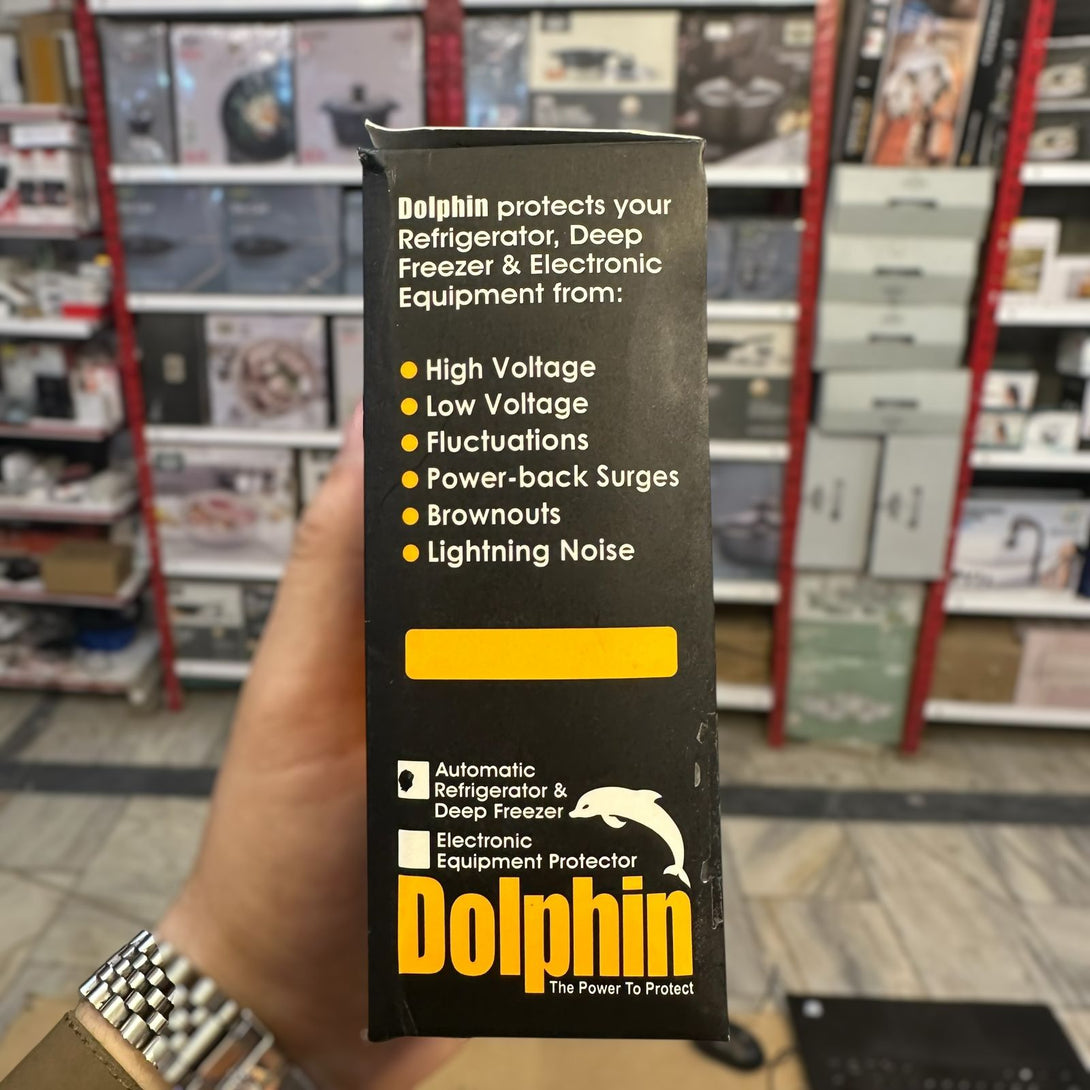 Dolphin protects your
Refrigerator, Deep
Freezer & Electronic
Equipment from:
High Voltage
Low Voltage
Fluctuations
Power-back Surges
Brownouts
Lightning Noise
Automatic
Refrigerator &
Deep Freezer
Electronic
Equipment Protector
Dolphin
The Power To Protect